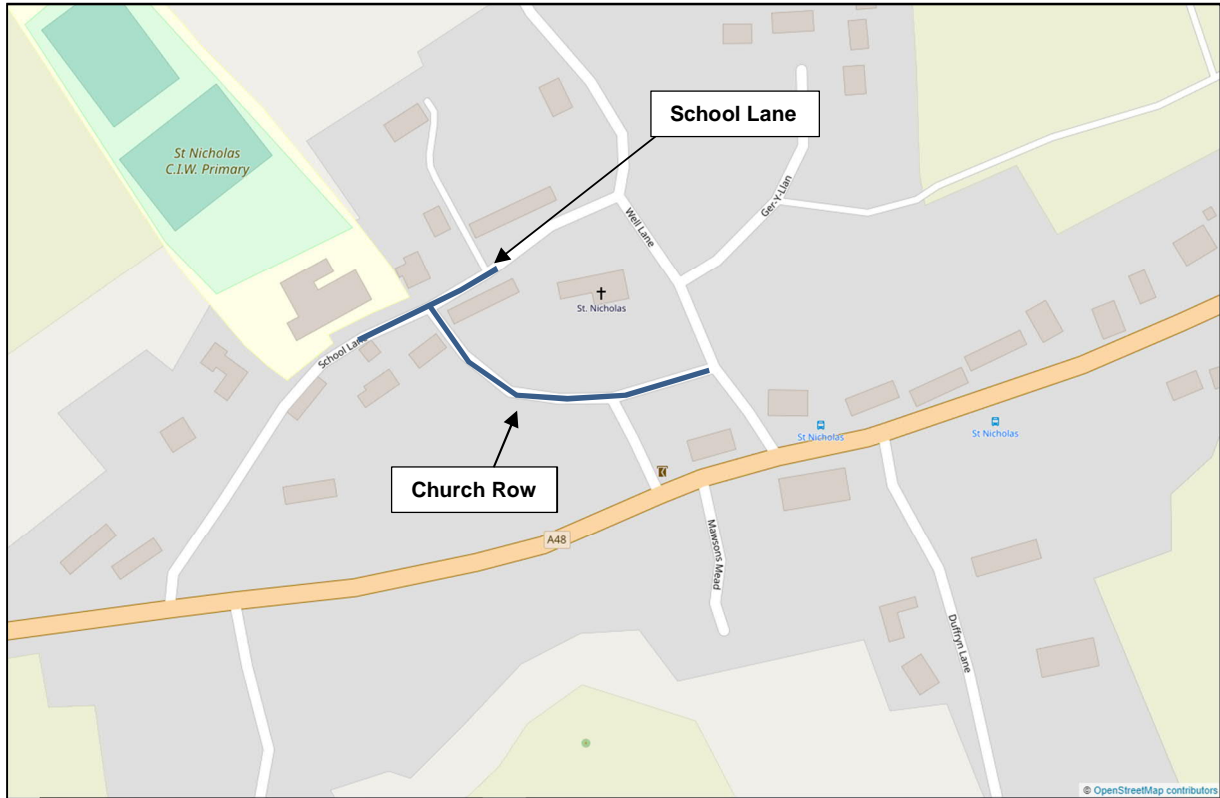 School Lane
St Nicholas
C.I.W. Primary
Ger-Y-Llan
Well Lane
St. Nicholas
School Lane
St Nicholas
St Nicholas
Church Row
A48
Mawsons Mead
Duffryn Lane
© OpenStreetMap contributors